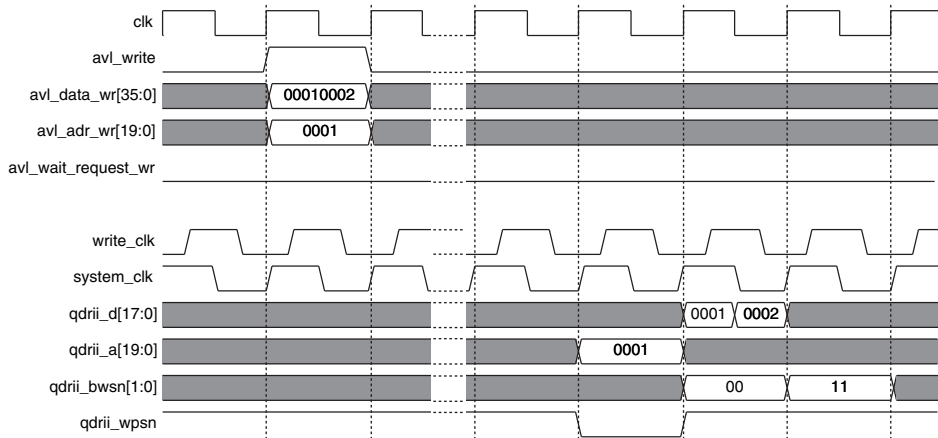 clk
avl_write
avl_data_wr[35:0] 00010002
avl_adr_wr[19:0] 0001
avl_wait_request_wr
write_clk
system_clk
qdrii_d[17:0] 0001 0002
qdrii_a[19:0] 0001
qdrii_bwsn[1:0] 00 11
qdrii_wpsn